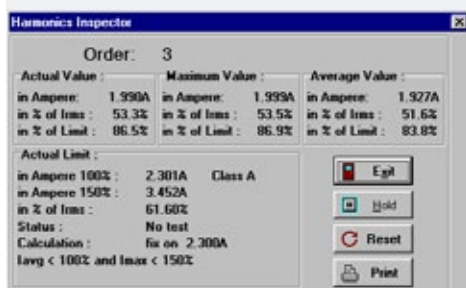 Harmonics Inspector
Order: 3
Actual Value :
in Ampere: 1.990A
in % of Irms : 53.3%
in % of Limit : 86.5%
Maximum Value :
in Ampere: 1.999A
in % of Irms : 53.5%
in % of Limit : 86.9%
Average Value :
in Ampere: 1.927A
in % of Irms : 51.6%
in % of Limit : 83.8%
Actual Limit :
in Ampere 100% : 2.301A Class A
in Ampere 150% : 3.452A
in % of Irms : 61.60%
Status : No test
Calculation : fix on 2.300A
Iavg < 100% and Imax < 150%
Exit
Hold
Reset
Print